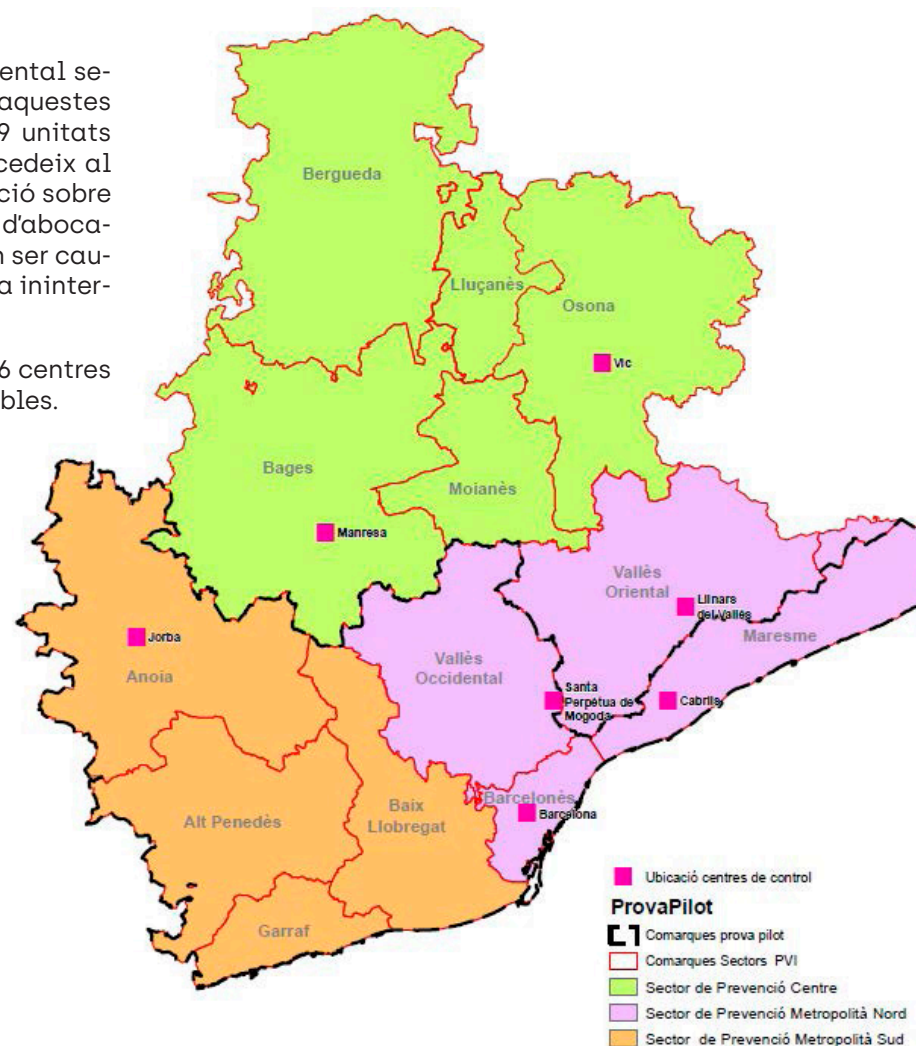 ental se-
aquestes
9 unitats
cedeix al
ció sobre
d'aboca-
n ser cau-
a ininter-
6 centres
bles.
Bergueda
Lluçanès
Osona
Vic
Bages
Moianès
Manresa
Vallès
Oriental
Llinars
del Vallès
Maresme
Jorba
Anoia
Vallès
Occidental
Santa
Perpètua de
Mogoda
Cabrils
Alt Penedès
Baix
Llobregat
Barcelonès
Barcelona
Garraf
Ubicació centres de control
ProvaPilot
Comarques prova pilot
Comarques Sectors PVI
Sector de Prevenció Centre
Sector de Prevenció Metropolità Nord
Sector de Prevenció Metropolità Sud